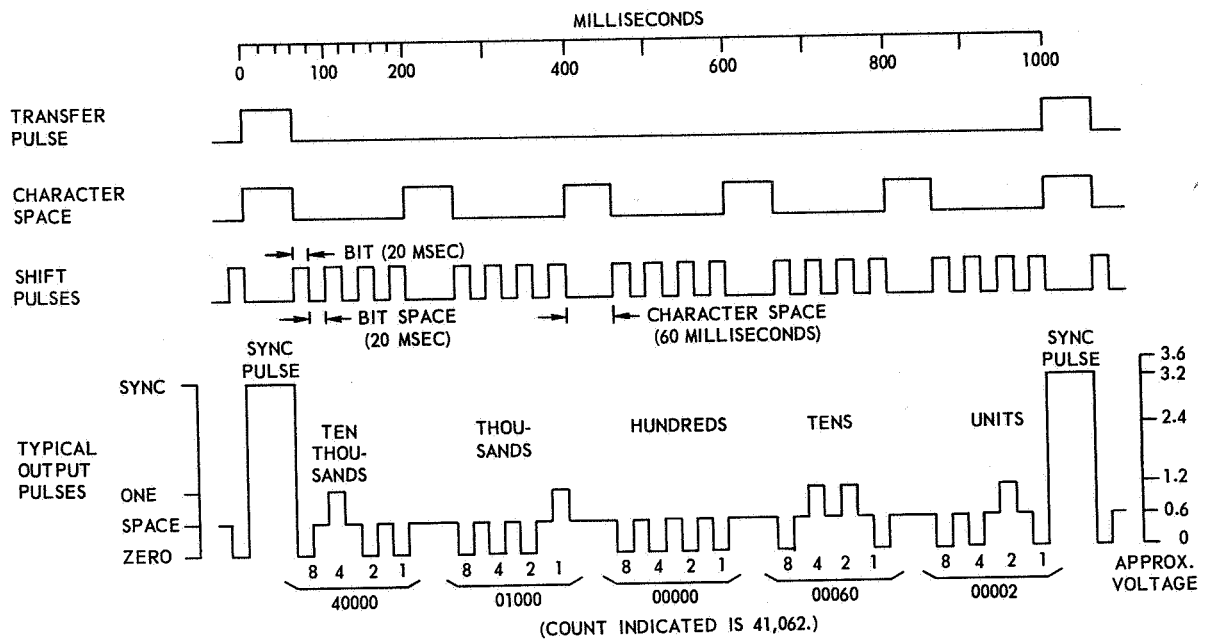 MILLISECONDS
0 100 200 400 600 800 1000
TRANSFER
PULSE
CHARACTER
SPACE
BIT (20 MSEC)
SHIFT
PULSES
BIT SPACE
(20 MSEC)
CHARACTER SPACE
(60 MILLISECONDS)
SYNC
PULSE
SYNC
PULSE
3.6
SYNC
3.2
2.4
TYPICAL
OUTPUT
PULSES
TEN
THOU-
SANDS
THOU-
SANDS
HUNDREDS
TENS
UNITS
ONE
1.2
SPACE
0.6
ZERO
0
8 4 2 1 8 4 2 1 8 4 2 1 8 4 2 1 8 4 2 1
APPROX.
VOLTAGE
40000 01000 00000 00060 00002
(COUNT INDICATED IS 41,062.)